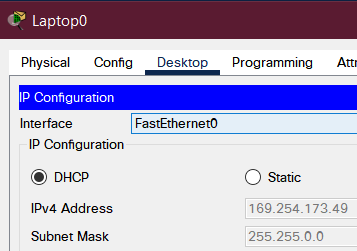 Laptop0
Physical Config Desktop Programming Attr
IP Configuration
Interface FastEthernet0
IP Configuration
DHCP Static
IPv4 Address 169.254.173.49
Subnet Mask 255.255.0.0